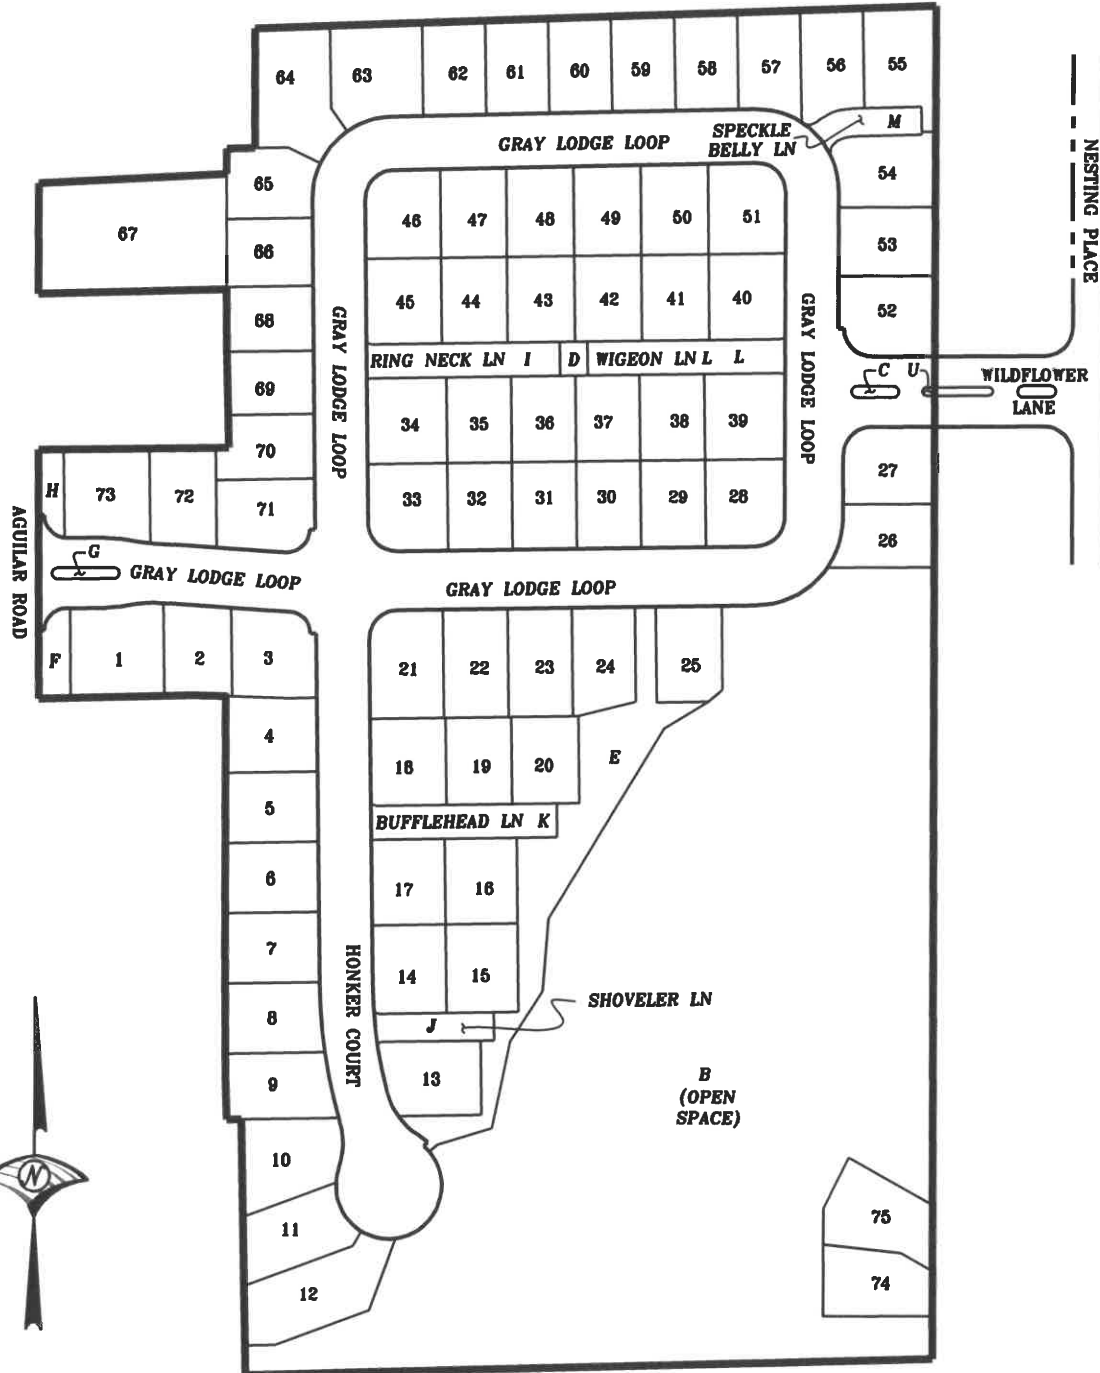 64 63 62 61 60 59 58 57 56 55
M
SPECKLE
BELLY LN
GRAY LODGE LOOP
NESTING PLACE
54
65
67
66
46 47 48 49 50 51
53
45 44 43 42 41 40
52
68
GRAY LODGE LOOP
GRAY LODGE LOOP
RING NECK LN I D WIGEON LN L L
C U
WILDFLOWER
LANE
69
34 35 36 37 38 39
70
27
H 73 72 71
33 32 31 30 29 28
26
AGUILAR ROAD
G
GRAY LODGE LOOP
GRAY LODGE LOOP
F 1 2 3
21 22 23 24 25
4
18 19 20 E
5
BUFFLEHEAD LN K
6
17 16
7
HONKER COURT
14 15
SHOVELER LN
8
J
9
13
B
(OPEN
SPACE)
10
N
11
75
12
74